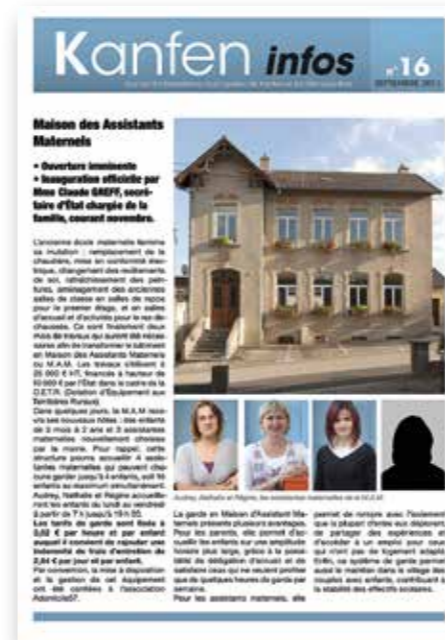 Kanfen infos
n°16
SEPTEMBRE 2011
Maison des Assistants
Maternels
• Ouverture imminente
• Inauguration officielle par
Mme Claude GREFF, secré-
taire d'État chargée de la
famille, courant novembre.
L'ancienne école maternelle termine
sa mutation : remplacement de la
chaudière, mise en conformité élec-
trique, changement des revêtements
de sol, rafraîchissement des pein-
tures, aménagement des anciennes
salles de classe en salles de repos
pour le premier étage, et en salles
d'accueil et d'activités pour le rez-de-
chaussée. Ce sont finalement deux
mois de travaux qui auront été néces-
saires afin de transformer le bâtiment
en Maison des Assistants Maternels
ou M.A.M. Les travaux s'élèvent à
25 000 € HT, financés à hauteur de
10 000 € par l'État dans le cadre de la
D.E.T.R. (Dotation d'Équipement aux
Territoires Ruraux).
Dans quelques jours, la M.A.M rece-
vra ses nouveaux hôtes : des enfants
de 3 mois à 3 ans et 3 assistantes
maternelles nouvellement choisies
par la mairie. Pour rappel, cette
structure pourra accueillir 4 assis-
tantes maternelles qui peuvent cha-
cune garder jusqu'à 4 enfants, soit 16
enfants au maximum simultanément.
Audrey, Nathalie et Régine accueille-
ront les enfants du lundi au vendredi
à partir de 7 h jusqu'à 19 h
Les tarifs de garde sont fixés à
€ par heure et par enfant
auquel il convient de rajouter une
indemnité de frais d'entretien de
€ par jour et par enfant.
Par convention, la mise à disposition
et la gestion de cet équipement
ont été confiées à l'association
Audrey, Nathalie et Régine, les assistantes maternelles de la M.A.M
La garde en Maison d'Assistant Ma-
ternels présente plusieurs avantages.
Pour les parents, elle permet d'ac-
cueillir les enfants sur une amplitude
horaire plus large, grâce à la possi-
bilité de délégation d'accueil et de
satisfaire ceux qui ne veulent profiter
que de quelques heures de garde par
semaine.
Pour les assistants maternels, elle
permet de rompre avec l'isolement
que la plupart d'entre eux déplorent,
de partager des expériences et
d'accéder à un emploi pour ceux
qui n'ont pas de logement adapté.
Enfin, ce système de garde permet
aussi le maintien dans le village des
couples avec enfants, contribuant à
la stabilité des effectifs scolaires.